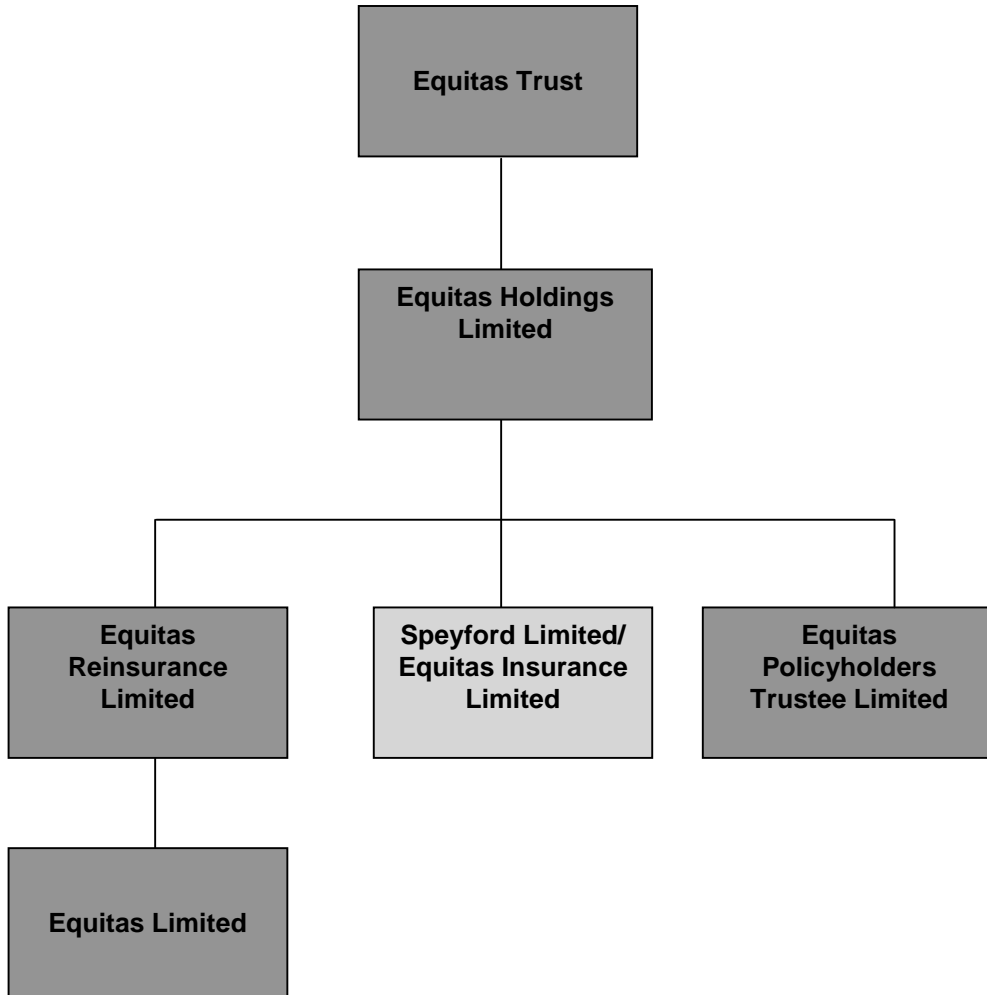 Equitas Trust
Equitas Holdings
Limited
Equitas
Reinsurance
Limited
Speyford Limited/
Equitas Insurance
Limited
Equitas
Policyholders
Trustee Limited
Equitas Limited